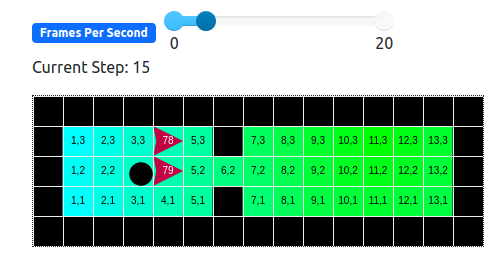 Frames Per Second
0 20
Current Step: 15
1,3 2,3 3,3 78 5,3 7,3 8,3 9,3 10,3 11,3 12,3 13,3
1,2 2,2 79 5,2 6,2 7,2 8,2 9,2 10,2 11,2 12,2 13,2
1,1 2,1 3,1 4,1 5,1 7,1 8,1 9,1 10,1 11,1 12,1 13,1